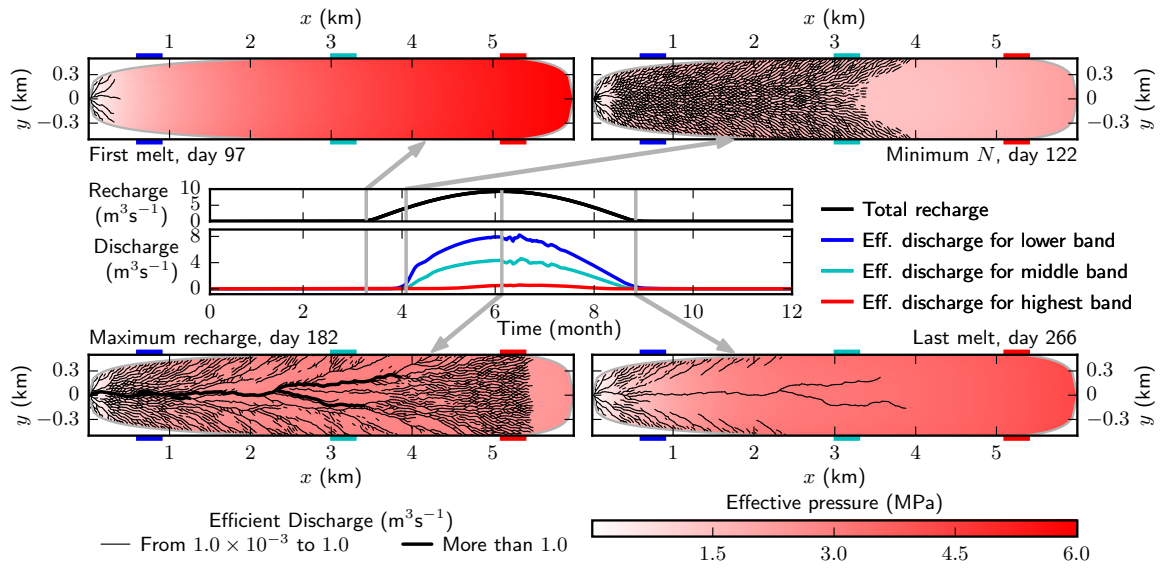 x (km)
x (km)
1 2 3 4 5
1 2 3 4 5
y (km)
0.3
0
−0.3
0.3
0
−0.3
y (km)
First melt, day 97
Minimum N, day 122
Recharge
(m³s⁻¹)
10
5
0
Discharge
(m³s⁻¹)
8
4
0
0 2 4 6 8 10 12
Time (month)
Total recharge
Eff. discharge for lower band
Eff. discharge for middle band
Eff. discharge for highest band
Maximum recharge, day 182
Last melt, day 266
y (km)
0.3
0
−0.3
0.3
0
−0.3
y (km)
1 2 3 4 5
1 2 3 4 5
x (km)
x (km)
Efficient Discharge (m³s⁻¹)
From 1.0 × 10⁻³ to 1.0
More than 1.0
Effective pressure (MPa)
1.5 3.0 4.5 6.0